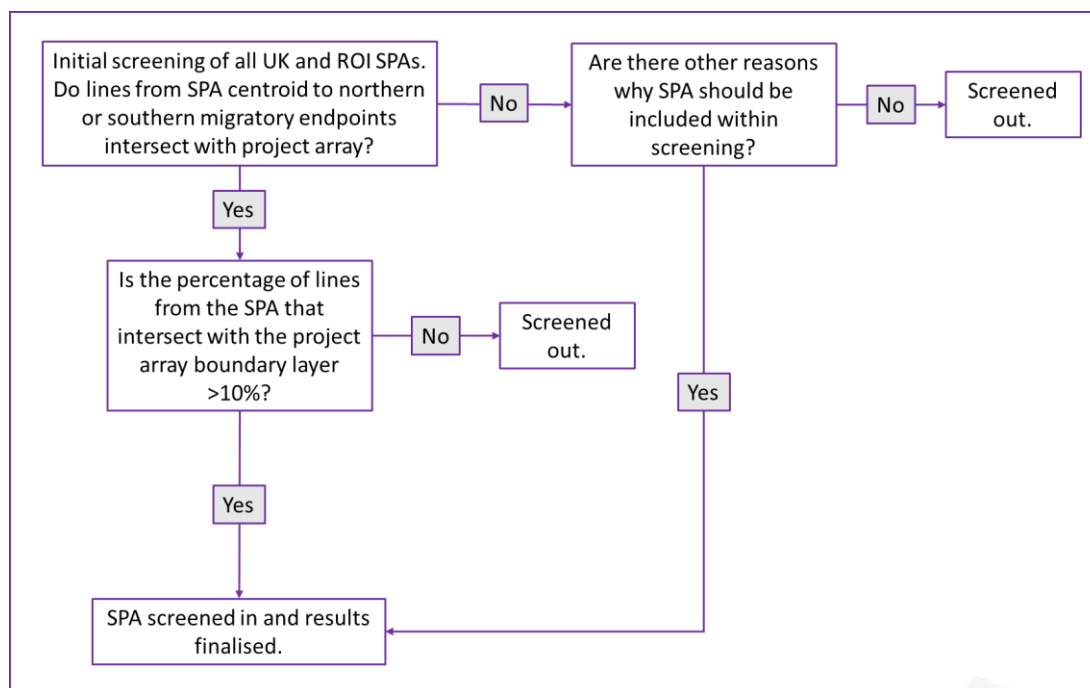 Initial screening of all UK and ROI SPAs.
Do lines from SPA centroid to northern
or southern migratory endpoints
intersect with project array?
No
Are there other reasons
why SPA should be
included within
screening?
No
Screened
out.
Yes
Is the percentage of lines
from the SPA that
intersect with the project
array boundary layer
>10%?
No
Screened
out.
Yes
Yes
SPA screened in and results
finalised.